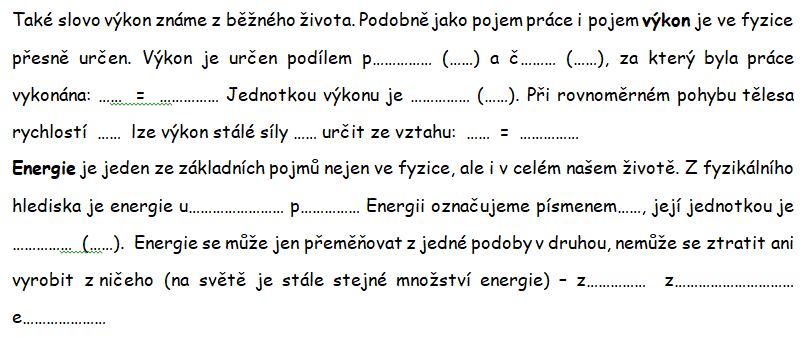 Také slovo výkon známe z běžného života. Podobně jako pojem práce i pojem výkon je ve fyzice
přesně určen. Výkon je určen podílem p…………… (……) a č……… (……), za který byla práce
vykonána: …… = …………… Jednotkou výkonu je …………… (……). Při rovnoměrném pohybu tělesa
rychlostí …… lze výkon stálé síly …… určit ze vztahu: …… = ……………
Energie je jeden ze základních pojmů nejen ve fyzice, ale i v celém našem životě. Z fyzikálního
hlediska je energie u…………………… p…………… Energii označujeme písmenem……, její jednotkou je
…………… (……). Energie se může jen přeměňovat z jedné podoby v druhou, nemůže se ztratit ani
vyrobit z ničeho (na světě je stále stejné množství energie) – z…………… z…………………………
e…………………